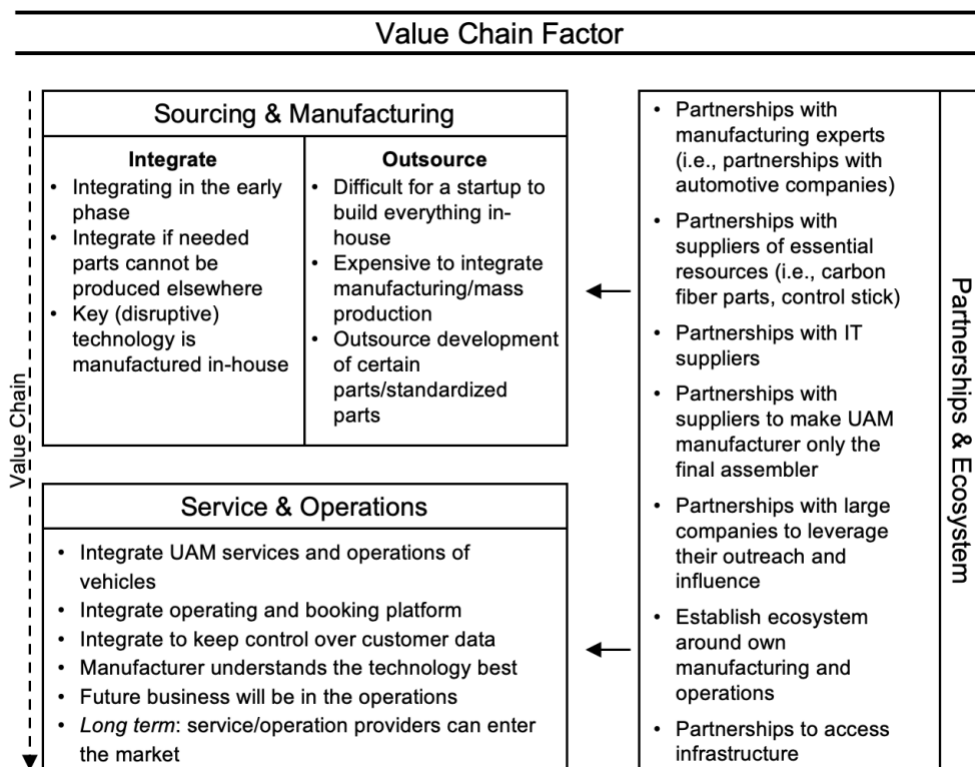 Value Chain Factor
Value Chain
Sourcing & Manufacturing
Integrate
• Integrating in the early
phase
• Integrate if needed
parts cannot be
produced elsewhere
• Key (disruptive)
technology is
manufactured in-house
Outsource
• Difficult for a startup to
build everything in-
house
• Expensive to integrate
manufacturing/mass
production
• Outsource development
of certain
parts/standardized
parts
Service & Operations
• Integrate UAM services and operations of
vehicles
• Integrate operating and booking platform
• Integrate to keep control over customer data
• Manufacturer understands the technology best
• Future business will be in the operations
• Long term: service/operation providers can enter
the market
• Partnerships with
manufacturing experts
(i.e., partnerships with
automotive companies)
• Partnerships with
suppliers of essential
resources (i.e., carbon
fiber parts, control stick)
• Partnerships with IT
suppliers
• Partnerships with
suppliers to make UAM
manufacturer only the
final assembler
• Partnerships with large
companies to leverage
their outreach and
influence
• Establish ecosystem
around own
manufacturing and
operations
• Partnerships to access
infrastructure
Partnerships & Ecosystem